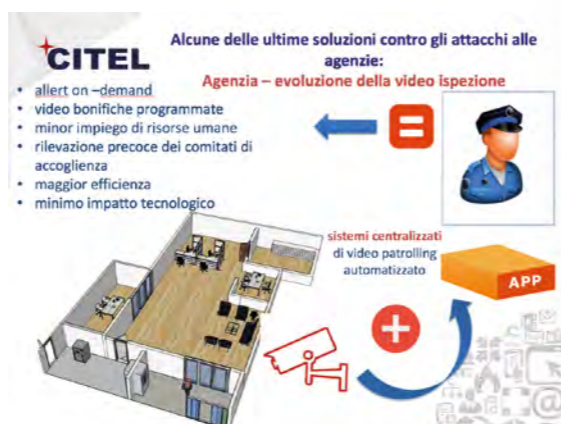 CITEL
Alcune delle ultime soluzioni contro gli attacchi alle
agenzie:
Agenzia – evoluzione della video ispezione
• allert on –demand
• video bonifiche programmate
• minor impiego di risorse umane
• rilevazione precoce dei comitati di
accoglienza
• maggior efficienza
• minimo impatto tecnologico
sistemi centralizzati
di video patrolling
automatizzato
APP